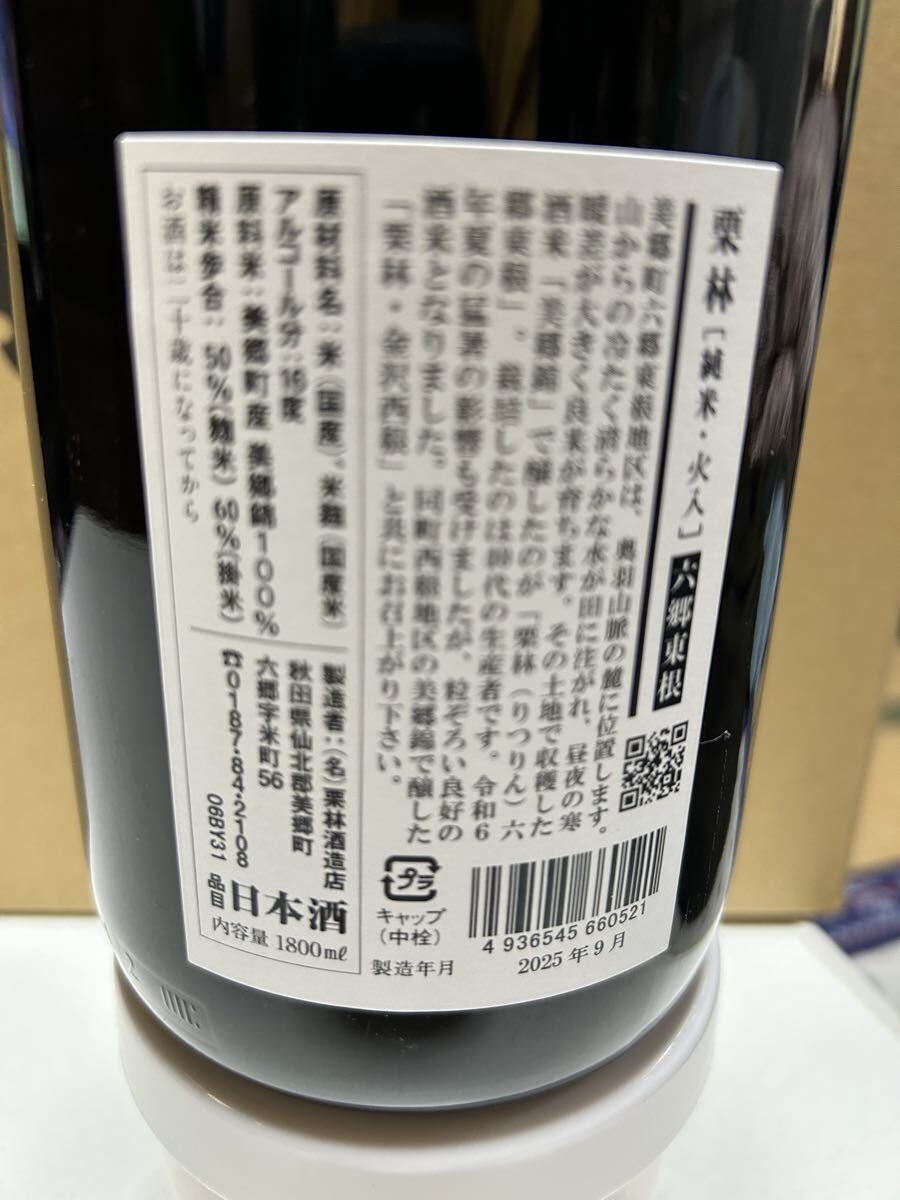 栗林[純米・火入]六郷東根
美郷町六郷東根地区は、奥羽山脈の麓に位置します。
山からの冷たく清らかな水が田に注がれ、昼夜の寒
暖差が大きく良米が育ちます。その土地で収穫した
酒米「美郷錦」で醸したのが「栗林(りつりん)六
郷東根」。栽培したのは10代の生産者です。令和6
年夏の猛暑の影響も受けましたが、粒ぞろい良好の
酒米となりました。同町西根地区の美郷錦で醸した
「栗林・金沢西根」と共にお召上がり下さい。
原材料名:米(国産)、米麹(国産米)
アルコール分:16度
原料米:美郷町産 美郷錦100%
精米歩合:50%(麹米) 60%(掛米)
お酒は二十歳になってから
製造者:(名)栗林酒造店
秋田県仙北郡美郷町
六郷字米町56
☎0187・84・2108
06BY31
品目 日本酒
内容量 1800㎖
プラ
キャップ
(中栓)
4 936545 660521
製造年月 2025年9月